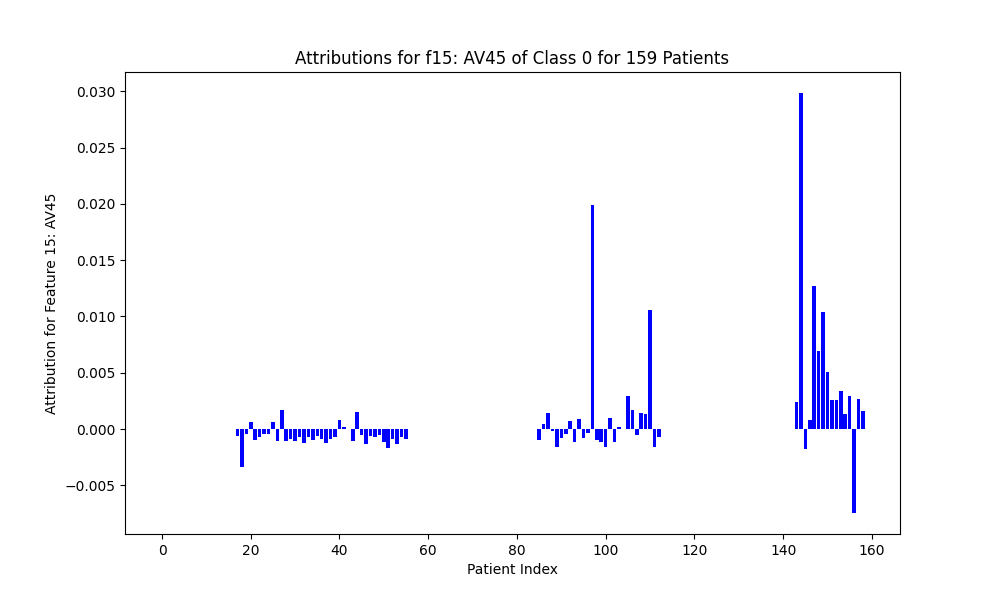 Attributions for f15: AV45 of Class 0 for 159 Patients
Attribution for Feature 15: AV45
0.030
0.025
0.020
0.015
0.010
0.005
0.000
−0.005
0 20 40 60 80 100 120 140 160
Patient Index